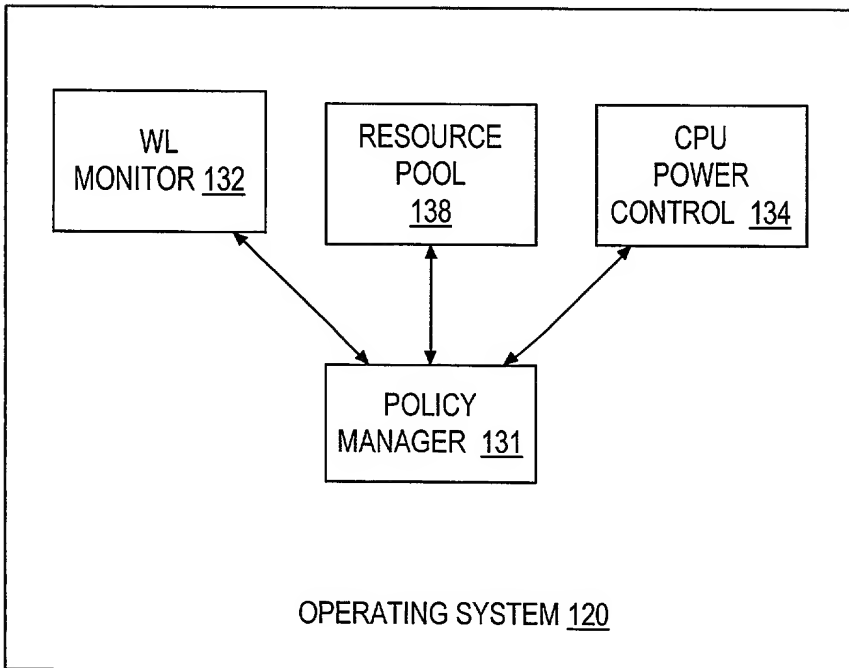 WL
MONITOR 132
RESOURCE
POOL
138
CPU
POWER
CONTROL 134
POLICY
MANAGER 131
OPERATING SYSTEM 120